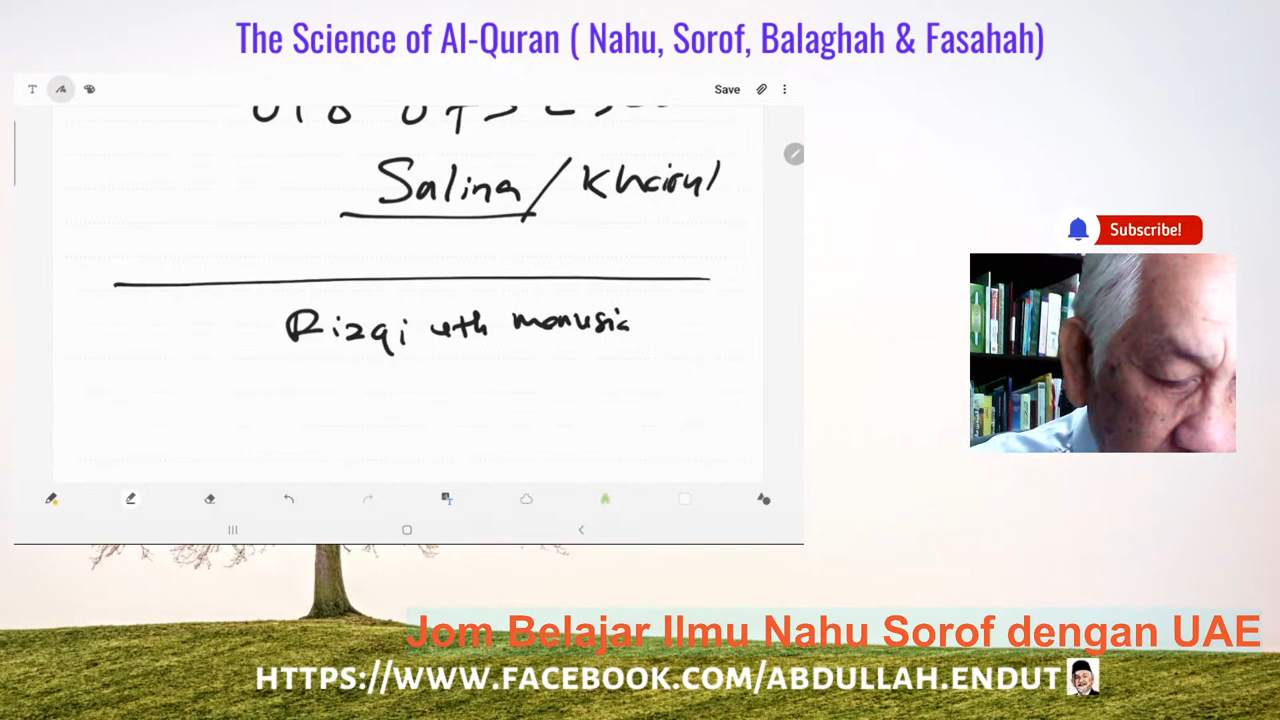 The Science of Al-Quran ( Nahu, Sorof, Balaghah & Fasahah)
T
Save
Salina / Khairul
Subscribe!
Rizqi utk manusia
Jom Belajar Ilmu Nahu Sorof dengan UAE
HTTPS://WWW.FACEBOOK.COM/ABDULLAH.ENDUT